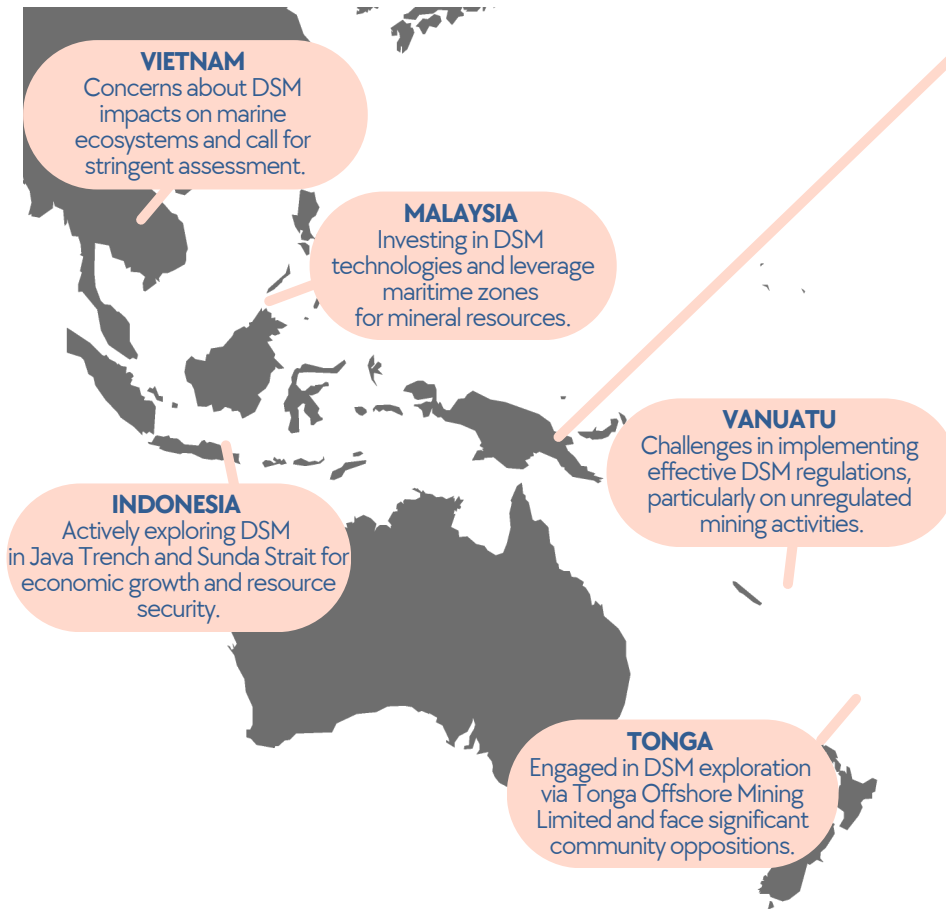 VIETNAM
Concerns about DSM
impacts on marine
ecosystems and call for
stringent assessment.
MALAYSIA
Investing in DSM
technologies and leverage
maritime zones
for mineral resources.
VANUATU
Challenges in implementing
effective DSM regulations,
particularly on unregulated
mining activities.
INDONESIA
Actively exploring DSM
in Java Trench and Sunda Strait for
economic growth and resource
security.
TONGA
Engaged in DSM exploration
via Tonga Offshore Mining
Limited and face significant
community oppositions.